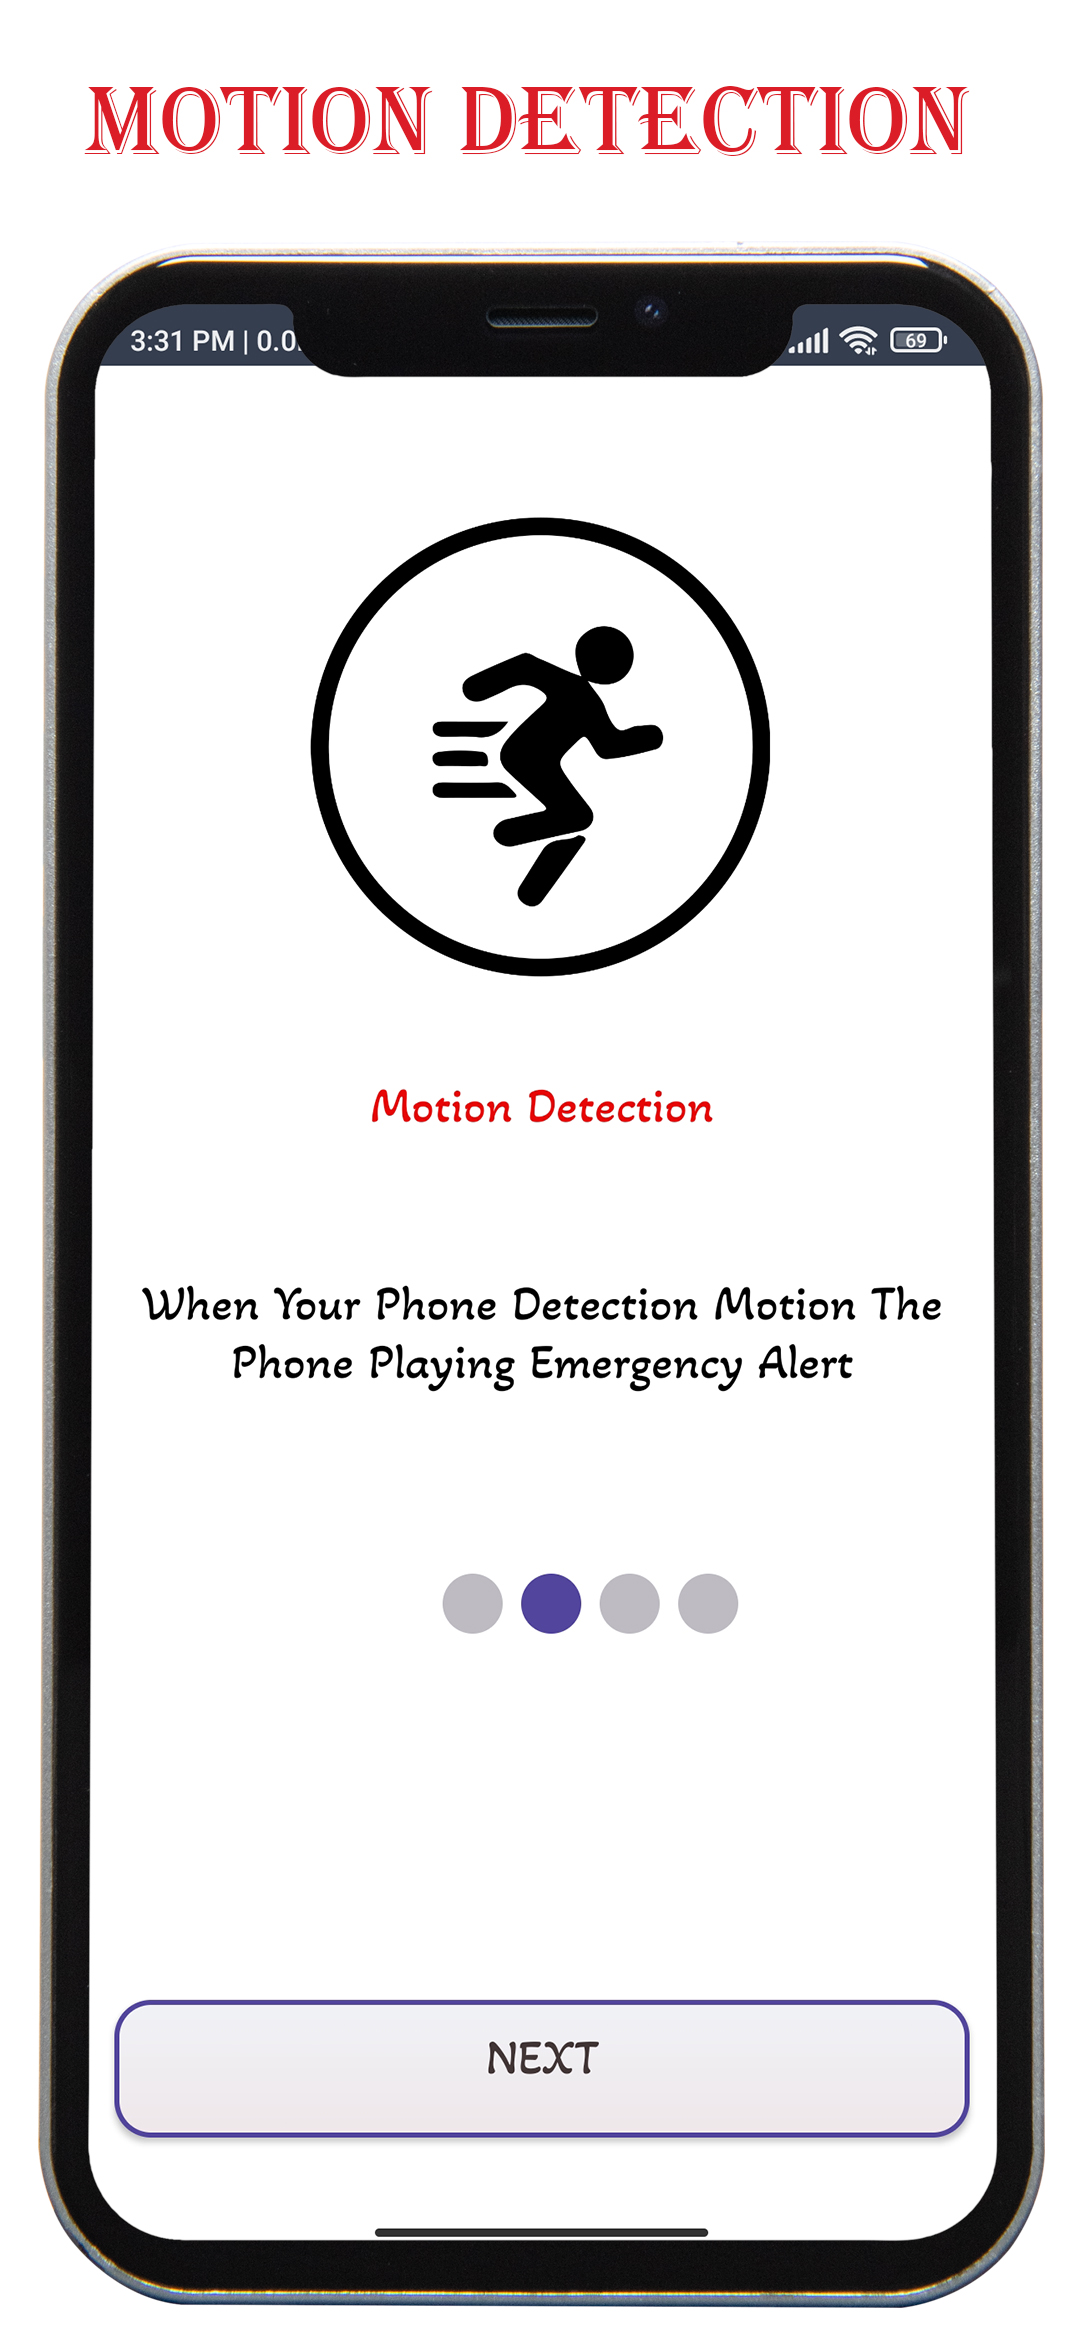 MOTION DETECTION
3:31 PM | 0.0
69
Motion Detection
When Your Phone Detection Motion The
Phone Playing Emergency Alert
NEXT